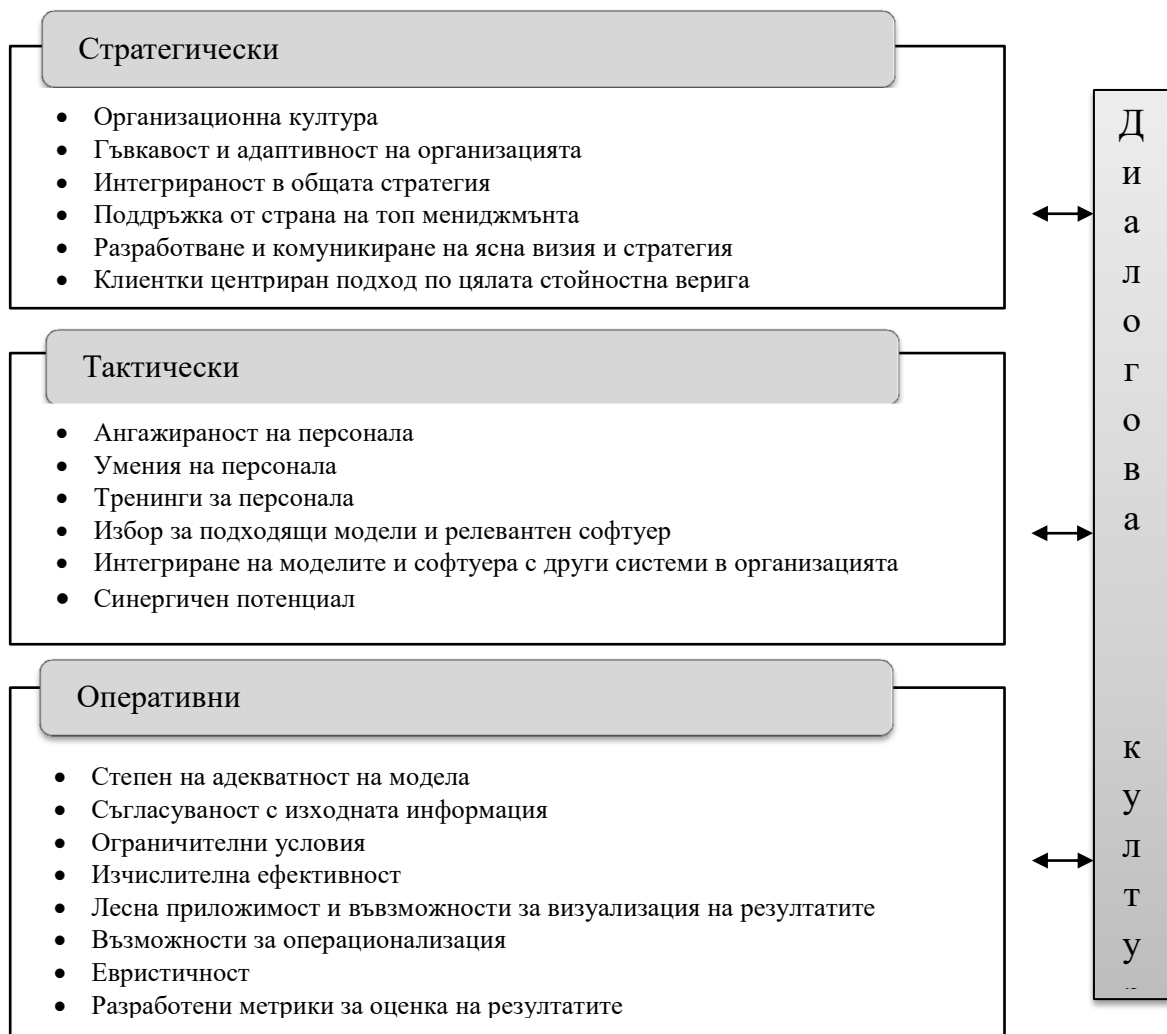 Стратегически
• Организационна култура
• Гъвкавост и адаптивност на организацията
• Интегрираност в общата стратегия
• Поддръжка от страна на топ мениджмънта
• Разработване и комуникиране на ясна визия и стратегия
• Клиентки центриран подход по цялата стойностна верига
Тактически
• Ангажираност на персонала
• Умения на персонала
• Тренинги за персонала
• Избор за подходящи модели и релевантен софтуер
• Интегриране на моделите и софтуера с други системи в организацията
• Синергичен потенциал
Оперативни
• Степен на адекватност на модела
• Съгласуваност с изходната информация
• Ограничителни условия
• Изчислителна ефективност
• Лесна приложимост и въвзможности за визуализация на резултатите
• Възможности за операционализация
• Евристичност
• Разработени метрики за оценка на резултатите
Диалогова